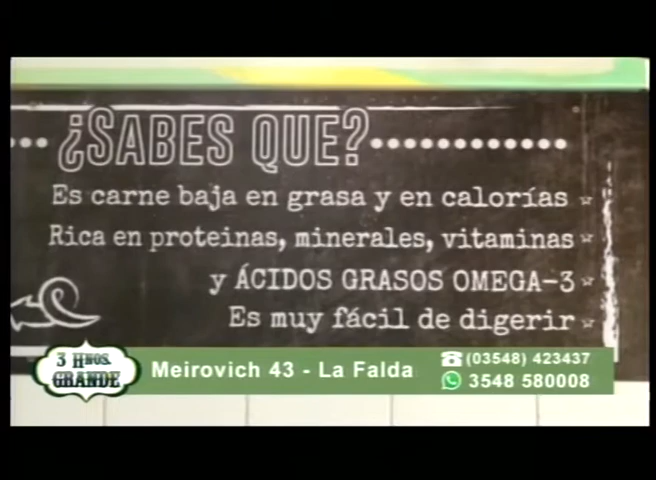 ¿SABES QUE?
Es carne baja en grasa y en calorías
Rica en proteinas, minerales, vitaminas
y ÁCIDOS GRASOS OMEGA-3
Es muy fácil de digerir
3 HNOS.
GRANDE
Meirovich 43 - La Falda
(03548) 423437
3548 580008